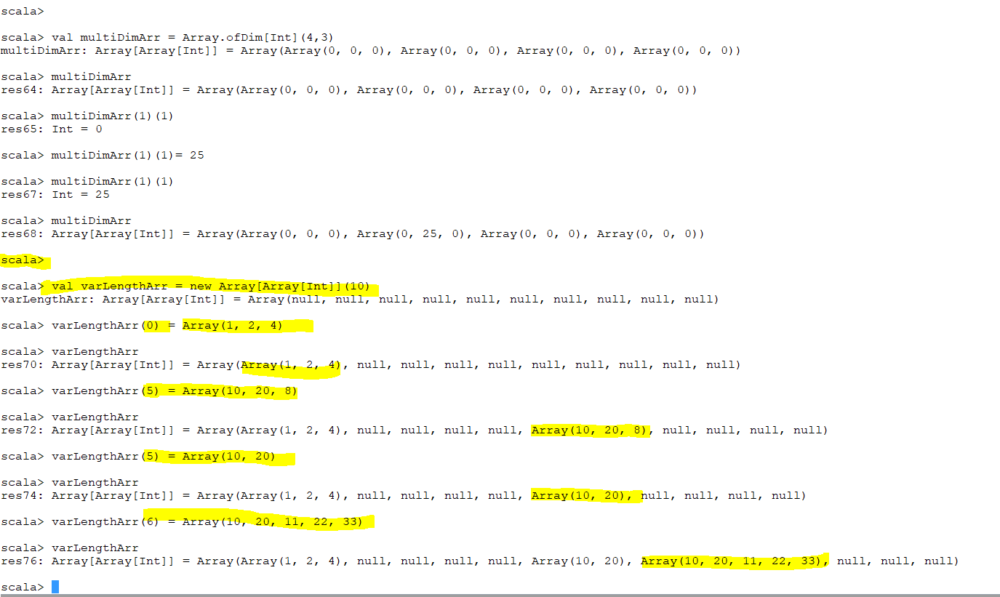 scala>
scala> val multiDimArr = Array.ofDim[Int](4,3)
multiDimArr: Array[Array[Int]] = Array(Array(0, 0, 0), Array(0, 0, 0), Array(0, 0, 0), Array(0, 0, 0))
scala> multiDimArr
res64: Array[Array[Int]] = Array(Array(0, 0, 0), Array(0, 0, 0), Array(0, 0, 0), Array(0, 0, 0))
scala> multiDimArr(1)(1)
res65: Int = 0
scala> multiDimArr(1)(1)= 25
scala> multiDimArr(1)(1)
res67: Int = 25
scala> multiDimArr
res68: Array[Array[Int]] = Array(Array(0, 0, 0), Array(0, 25, 0), Array(0, 0, 0), Array(0, 0, 0))
scala>
scala> val varLengthArr = new Array[Array[Int]](10)
varLengthArr: Array[Array[Int]] = Array(null, null, null, null, null, null, null, null, null, null)
scala> varLengthArr(0) = Array(1, 2, 4)
scala> varLengthArr
res70: Array[Array[Int]] = Array(Array(1, 2, 4), null, null, null, null, null, null, null, null, null)
scala> varLengthArr(5) = Array(10, 20, 8)
scala> varLengthArr
res72: Array[Array[Int]] = Array(Array(1, 2, 4), null, null, null, null, Array(10, 20, 8), null, null, null, null)
scala> varLengthArr(5) = Array(10, 20)
scala> varLengthArr
res74: Array[Array[Int]] = Array(Array(1, 2, 4), null, null, null, null, Array(10, 20), null, null, null, null)
scala> varLengthArr(6) = Array(10, 20, 11, 22, 33)
scala> varLengthArr
res76: Array[Array[Int]] = Array(Array(1, 2, 4), null, null, null, null, Array(10, 20), Array(10, 20, 11, 22, 33), null, null, null)
scala>